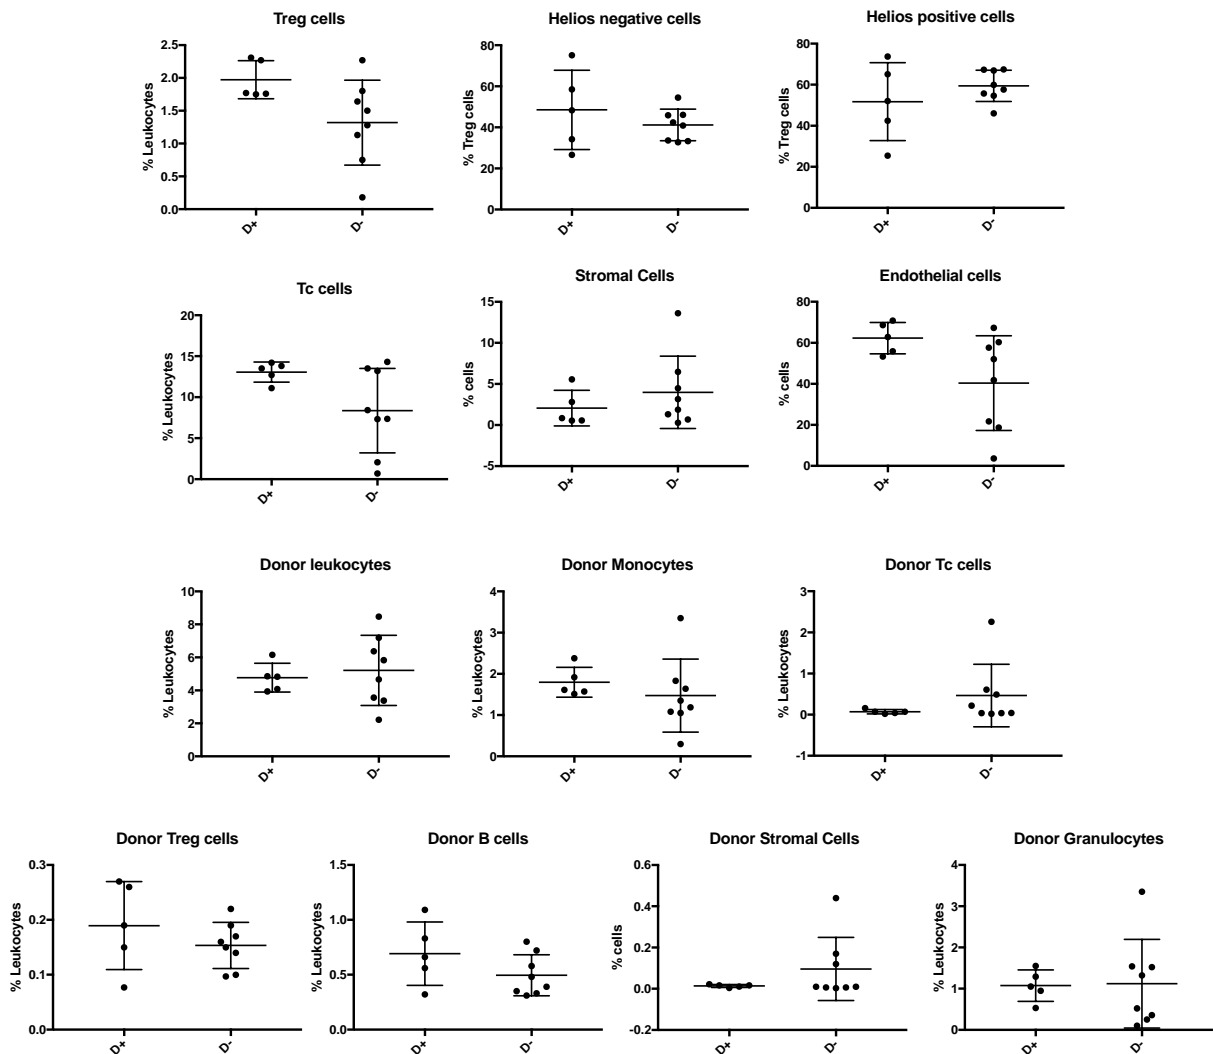 Treg cells
% Leukocytes
2.5
2.0
1.5
1.0
0.5
0.0
D+
D-
Helios negative cells
% Treg cells
80
60
40
20
0
D+
D-
Helios positive cells
% Treg cells
80
60
40
20
0
D+
D-
Tc cells
% Leukocytes
20
15
10
5
0
D+
D-
Stromal Cells
% cells
15
10
5
0
-5
D+
D-
Endothelial cells
% cells
80
60
40
20
0
D+
D-
Donor leukocytes
% Leukocytes
10
8
6
4
2
0
D+
D-
Donor Monocytes
% Leukocytes
4
3
2
1
0
D+
D-
Donor Tc cells
% Leukocytes
3
2
1
0
-1
D+
D-
Donor Treg cells
% Leukocytes
0.3
0.2
0.1
0.0
D+
D-
Donor B cells
% Leukocytes
1.5
1.0
0.5
0.0
D+
D-
Donor Stromal Cells
% cells
0.6
0.4
0.2
0.0
-0.2
D+
D-
Donor Granulocytes
% Leukocytes
4
3
2
1
0
D+
D-